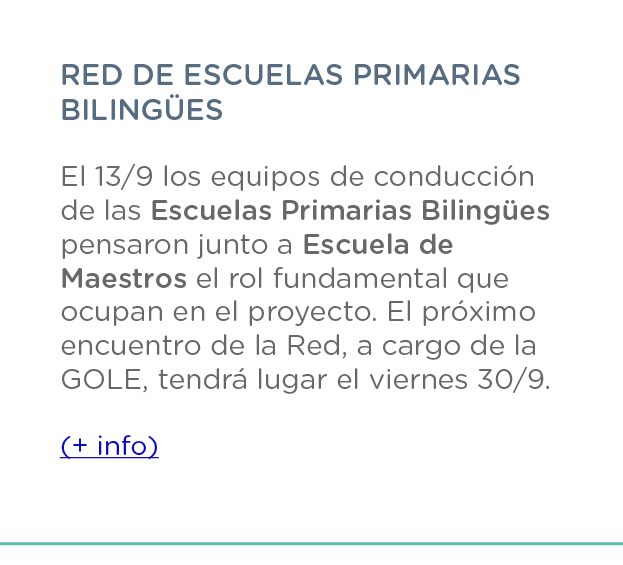 RED DE ESCUELAS PRIMARIAS
BILINGÜES
El 13/9 los equipos de conducción
de las Escuelas Primarias Bilingües
pensaron junto a Escuela de
Maestros el rol fundamental que
ocupan en el proyecto. El próximo
encuentro de la Red, a cargo de la
GOLE, tendrá lugar el viernes 30/9.
(+ info)